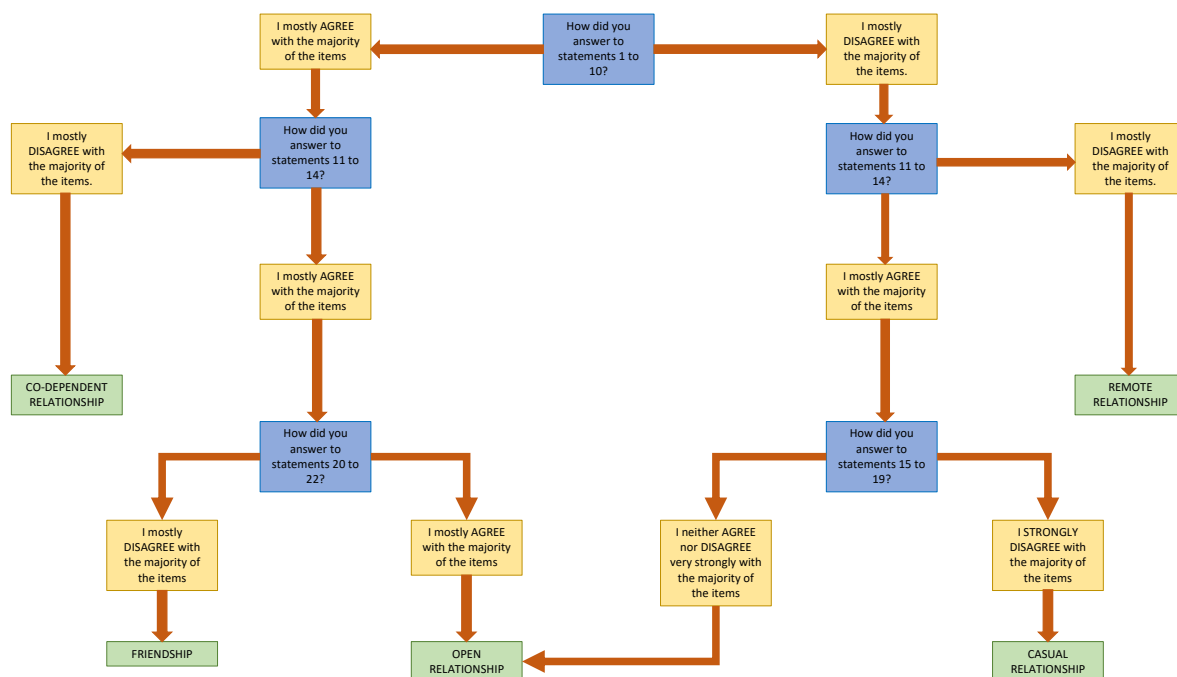 I mostly AGREE
with the majority
of the items
How did you
answer to
statements 1 to
10?
I mostly
DISAGREE with
the majority of
the items.
I mostly
DISAGREE with
the majority of
the items.
How did you
answer to
statements 11 to
14?
How did you
answer to
statements 11 to
14?
I mostly
DISAGREE with
the majority of
the items.
I mostly AGREE
with the majority
of the items
I mostly AGREE
with the majority
of the items
CO-DEPENDENT
RELATIONSHIP
REMOTE
RELATIONSHIP
How did you
answer to
statements 20 to
22?
How did you
answer to
statements 15 to
19?
I mostly
DISAGREE with
the majority of
the items
I mostly AGREE
with the majority
of the items
I neither AGREE
nor DISAGREE
very strongly with
the majority of
the items
I STRONGLY
DISAGREE with
the majority of
the items
FRIENDSHIP
OPEN
RELATIONSHIP
CASUAL
RELATIONSHIP